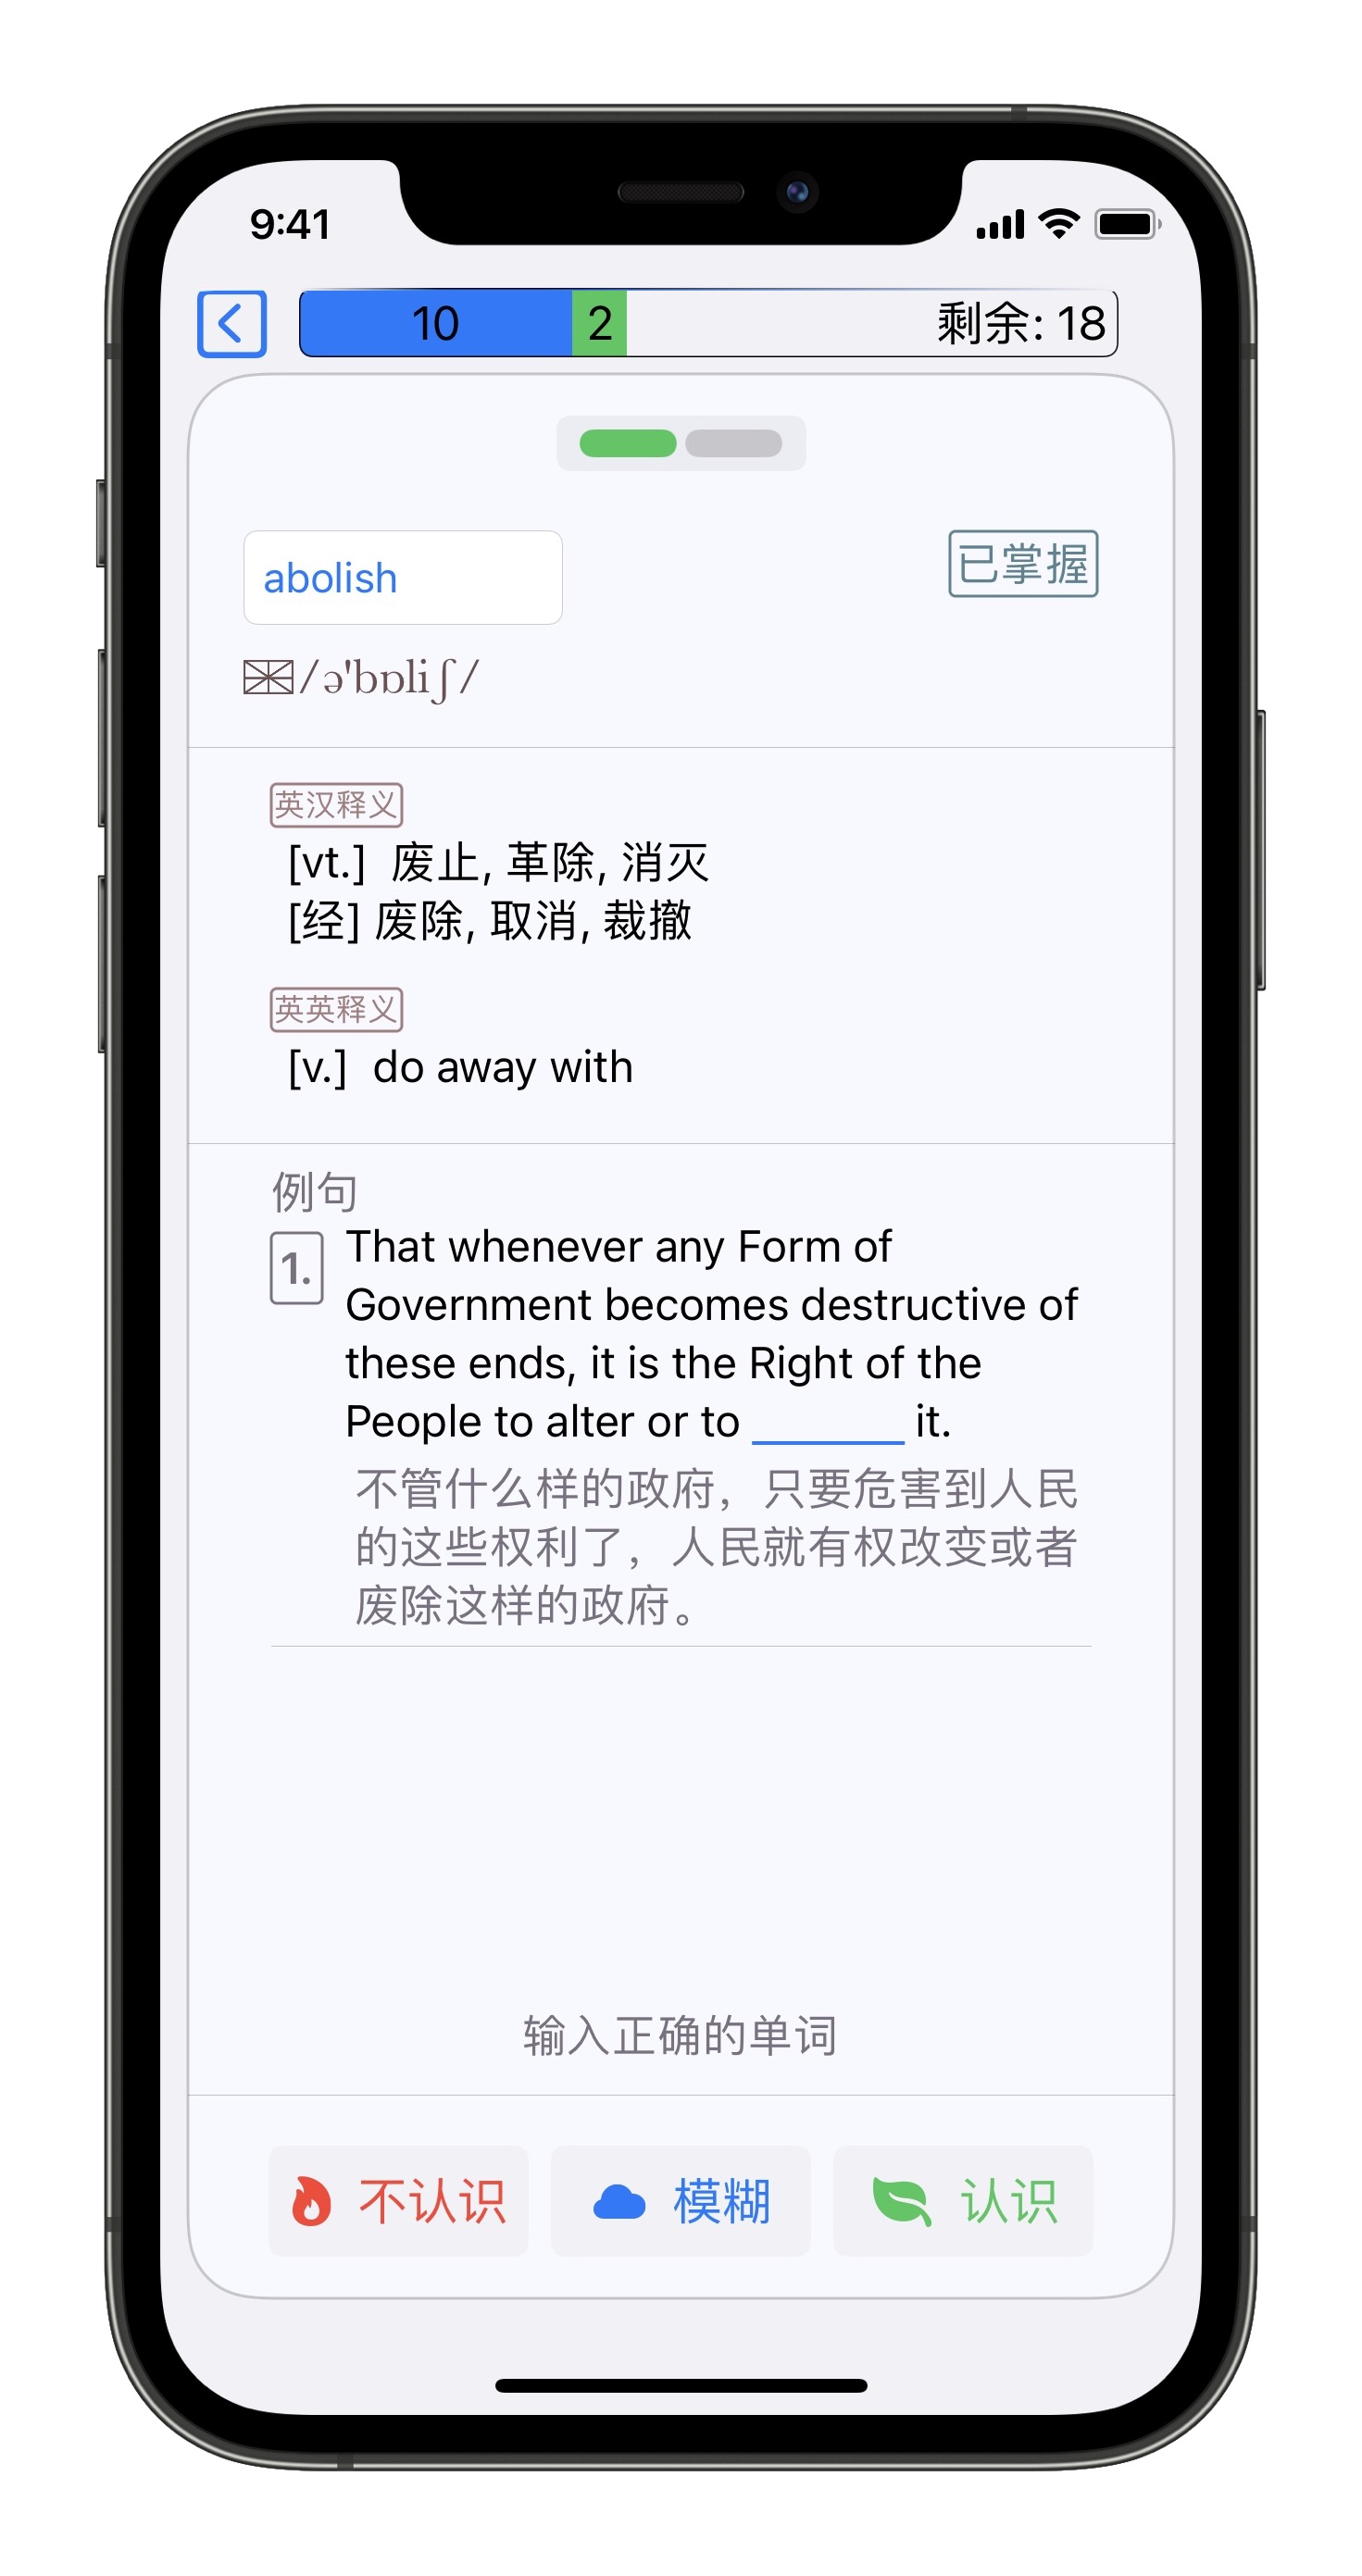 9:41
10 2 剩余: 18
abolish 已掌握
/ə'bɒliʃ/
英汉释义
[vt.] 废止, 革除, 消灭
[经] 废除, 取消, 裁撤
英英释义
[v.] do away with
例句
1. That whenever any Form of
Government becomes destructive of
these ends, it is the Right of the
People to alter or to ______ it.
不管什么样的政府，只要危害到人民
的这些权利了，人民就有权改变或者
废除这样的政府。
输入正确的单词
不认识 模糊 认识